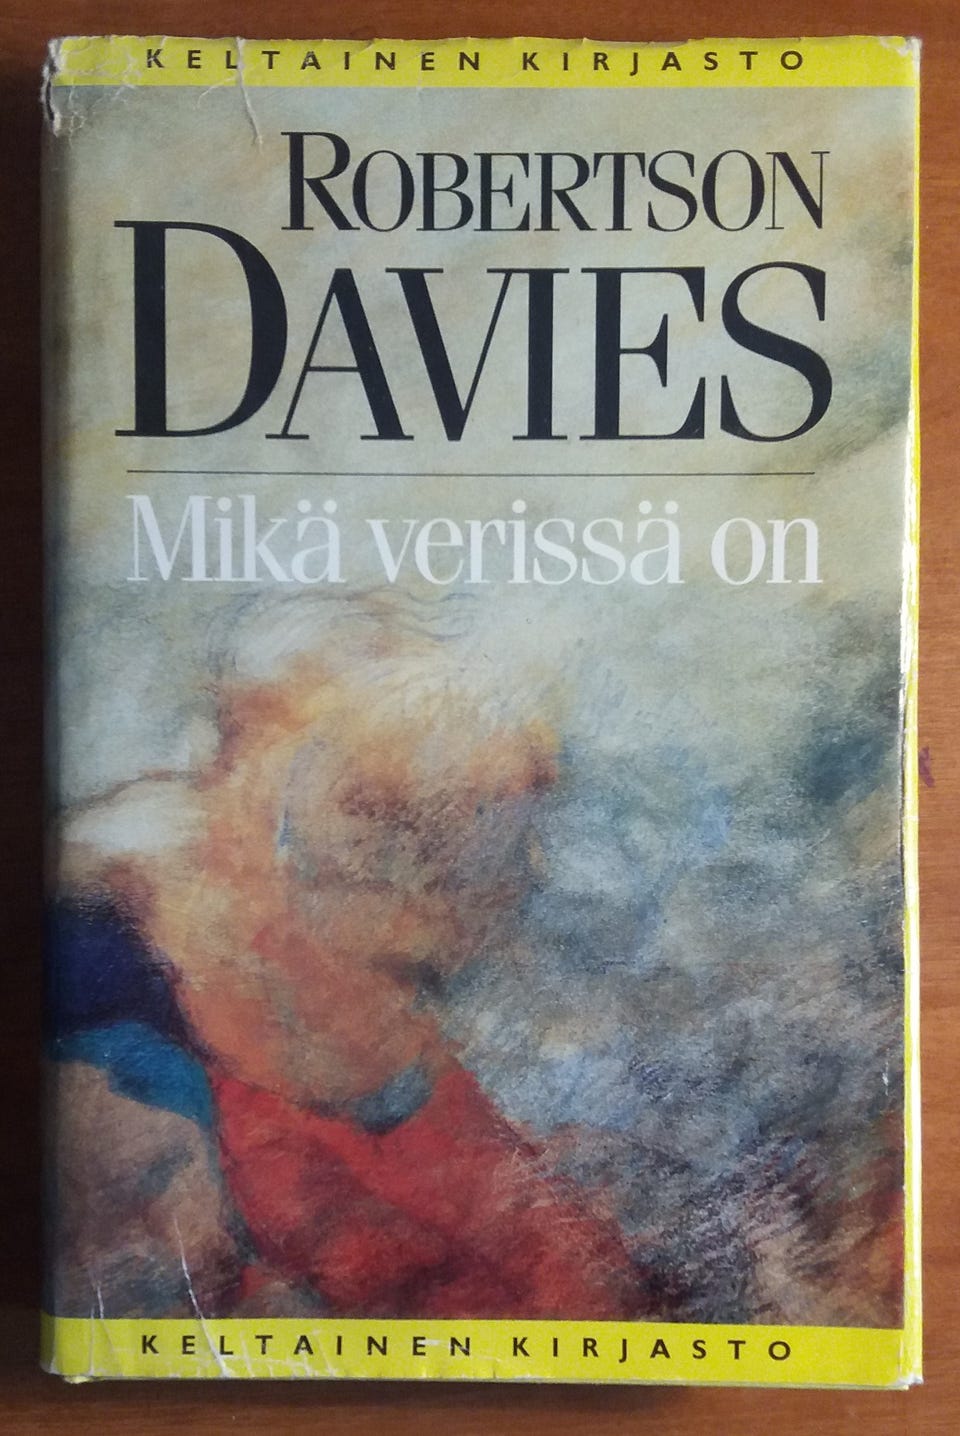 KELTAINEN KIRJASTO
ROBERTSON
DAVIES
Mikä verissä on
KELTAINEN KIRJASTO